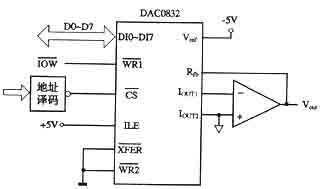 DAC0832
D0~D7
DI0~DI7
-5V
Vref
IOW
WR1
Rfb
地址
译码
CS
IOUT1
−
Vout
+5V
ILE
IOUT2
+
XFER
WR2